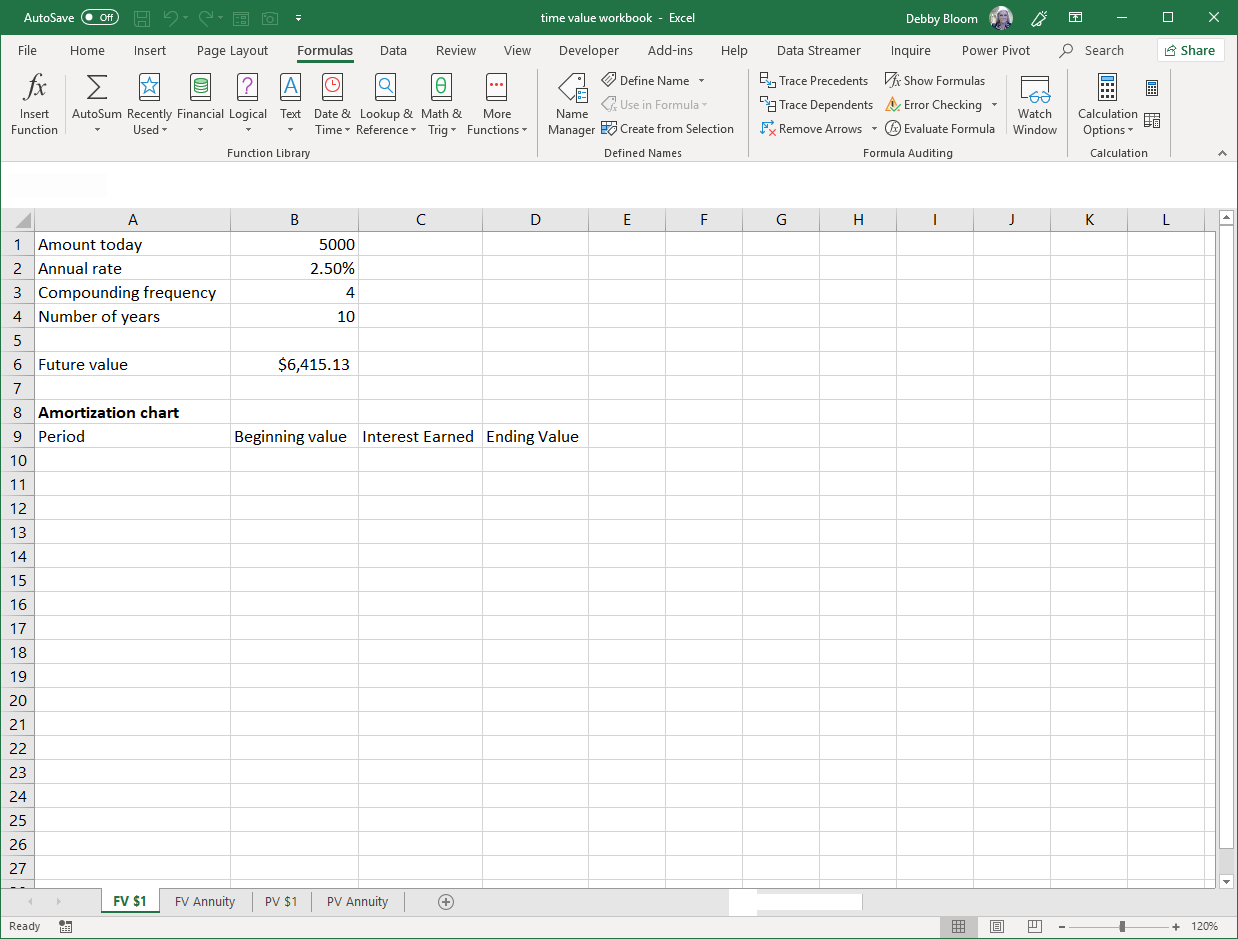 AutoSave Off time value workbook - Excel Debby Bloom
File Home Insert Page Layout Formulas Data Review View Developer Add-ins Help Data Streamer Inquire Power Pivot Search Share
fx Σ ? A θ
Insert Function
AutoSum
Recently Used
Financial
Logical
Text
Date & Time
Lookup & Reference
Math & Trig
More Functions
Function Library
Name Manager
Define Name
Use in Formula
Create from Selection
Defined Names
Trace Precedents
Trace Dependents
Remove Arrows
Show Formulas
Error Checking
Evaluate Formula
Formula Auditing
Watch Window
Calculation Options
Calculation
A B C D E F G H I J K L
1 Amount today 5000
2 Annual rate 2.50%
3 Compounding frequency 4
4 Number of years 10
5
6 Future value $6,415.13
7
8 Amortization chart
9 Period Beginning value Interest Earned Ending Value
10
11
12
13
14
15
16
17
18
19
20
21
22
23
24
25
26
27
FV $1 FV Annuity PV $1 PV Annuity
Ready 120%